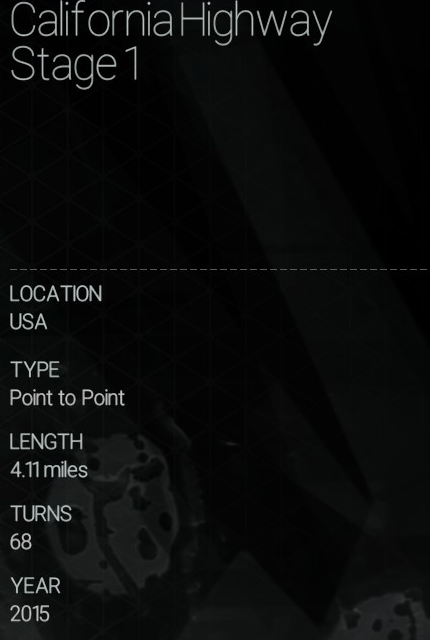 California Highway
Stage 1
LOCATION
USA
TYPE
Point to Point
LENGTH
4.11 miles
TURNS
68
YEAR
2015